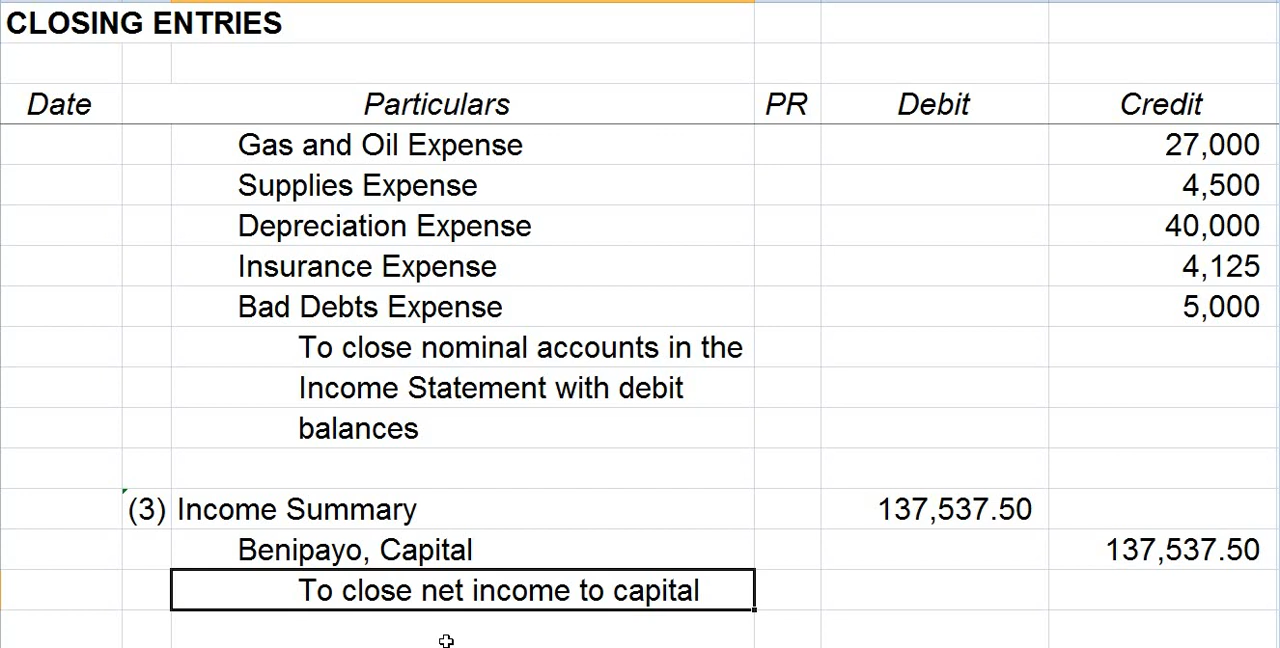 CLOSING ENTRIES
Date Particulars PR Debit Credit
Gas and Oil Expense 27,000
Supplies Expense 4,500
Depreciation Expense 40,000
Insurance Expense 4,125
Bad Debts Expense 5,000
To close nominal accounts in the
Income Statement with debit
balances
(3) Income Summary 137,537.50
Benipayo, Capital 137,537.50
To close net income to capital